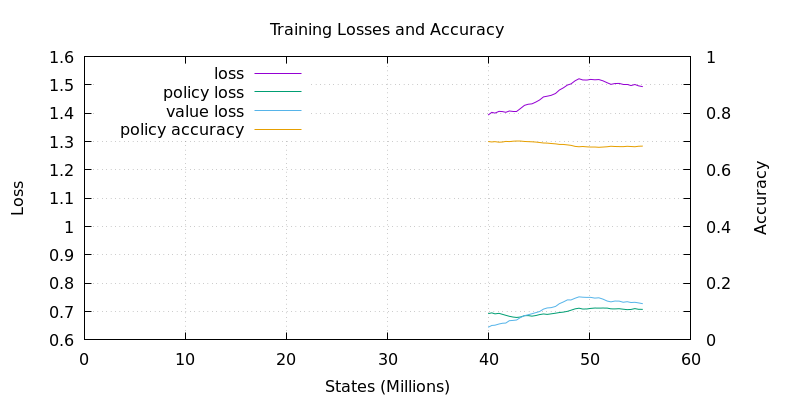 Training Losses and Accuracy
1.6
1.5
1.4
1.3
1.2
1.1
1
0.9
0.8
0.7
0.6
Loss
loss
policy loss
value loss
policy accuracy
1
0.8
0.6
0.4
0.2
0
Accuracy
0 10 20 30 40 50 60
States (Millions)